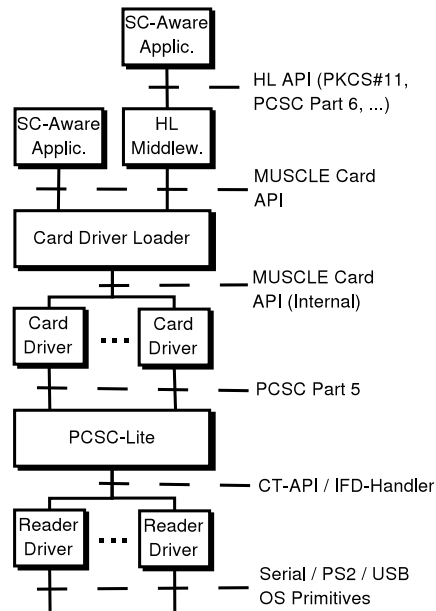 SC-Aware
Applic.
HL API (PKCS#11,
PCSC Part 6, ...)
SC-Aware
Applic.
HL
Middlew.
MUSCLE Card
API
Card Driver Loader
MUSCLE Card
API (Internal)
Card
Driver
...
Card
Driver
PCSC Part 5
PCSC-Lite
CT-API / IFD-Handler
Reader
Driver
...
Reader
Driver
Serial / PS2 / USB
OS Primitives